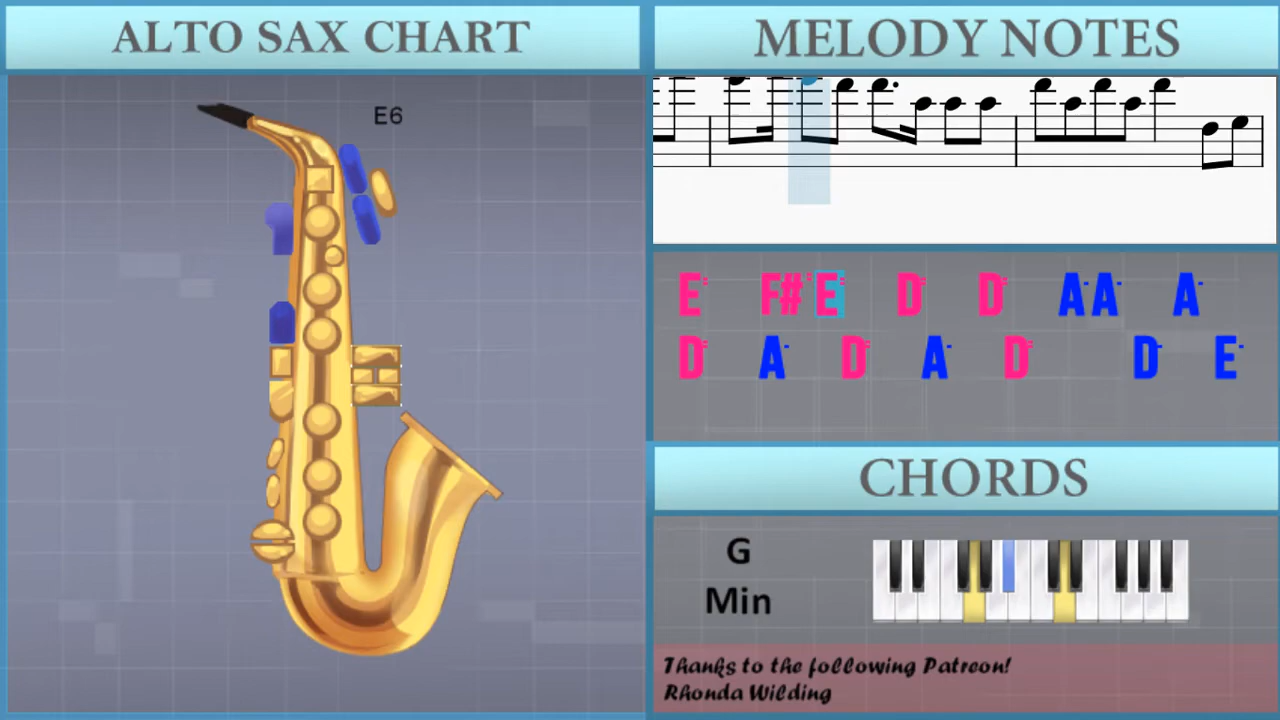 ALTO SAX CHART
E6
MELODY NOTES
E F# E D D A A A
D A D A D D E
CHORDS
G
Min
Thanks to the following Patreon!
Rhonda Wilding